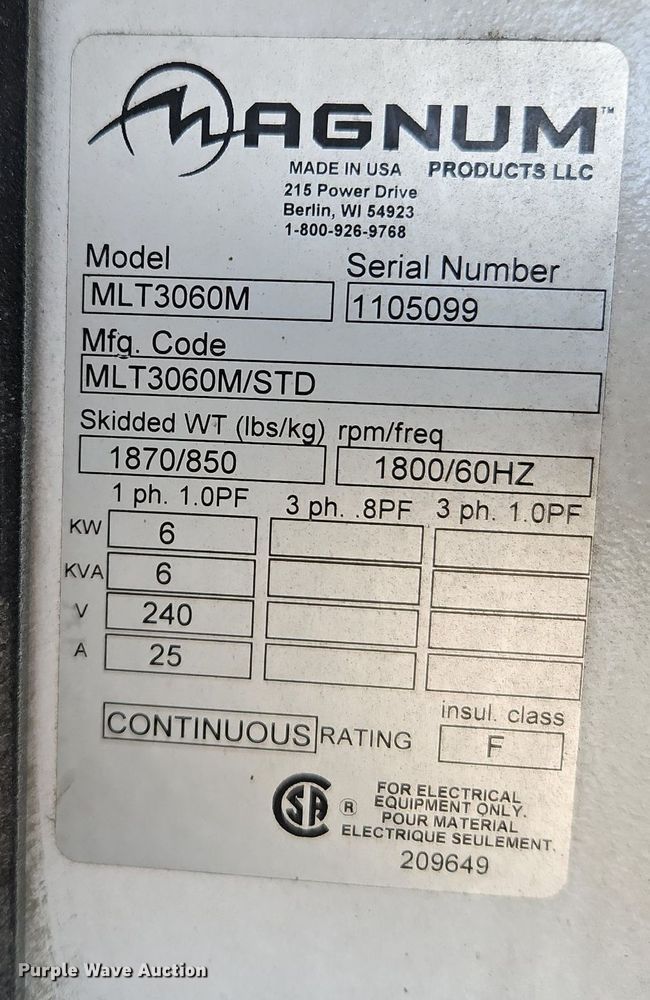 MAGNUM™
MADE IN USA PRODUCTS LLC
215 Power Drive
Berlin, WI 54923
1-800-926-9768
Model Serial Number
MLT3060M 1105099
Mfg. Code
MLT3060M/STD
Skidded WT (lbs/kg) rpm/freq
1870/850 1800/60HZ
1 ph. 1.0PF 3 ph. .8PF 3 ph. 1.0PF
KW 6
KVA 6
V 240
A 25
insul. class
CONTINUOUS RATING F
SA ® FOR ELECTRICAL
EQUIPMENT ONLY.
POUR MATERIAL
ELECTRIQUE SEULEMENT.
209649
Purple Wave Auction